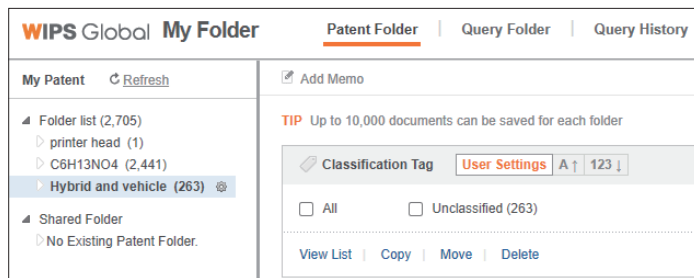 WIPS Global My Folder
Patent Folder
Query Folder
Query History
My Patent
Refresh
Add Memo
Folder list (2,705)
printer head (1)
C6H13NO4 (2,441)
Hybrid and vehicle (263)
Shared Folder
No Existing Patent Folder.
TIP Up to 10,000 documents can be saved for each folder
Classification Tag
User Settings
A↑
123↓
All
Unclassified (263)
View List
Copy
Move
Delete